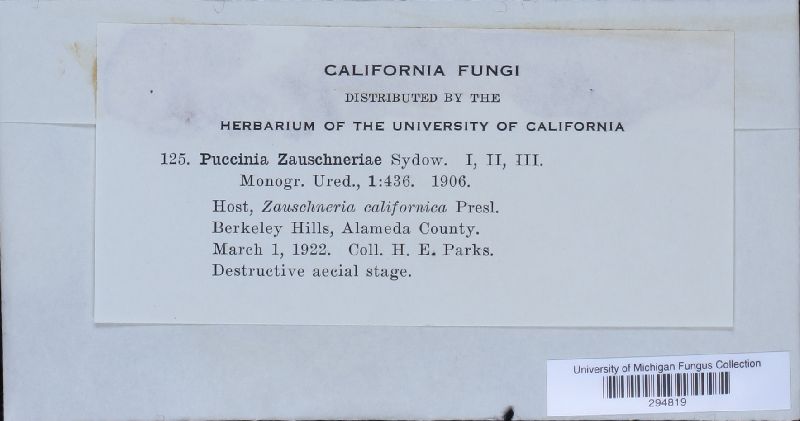 CALIFORNIA FUNGI
DISTRIBUTED BY THE
HERBARIUM OF THE UNIVERSITY OF CALIFORNIA
125. Puccinia Zauschneriae Sydow. I, II, III.
Monogr. Ured., 1:436. 1906.
Host, Zauschneria californica Presl.
Berkeley Hills, Alameda County.
March 1, 1922. Coll. H. E. Parks.
Destructive aecial stage.
University of Michigan Fungus Collection
294819